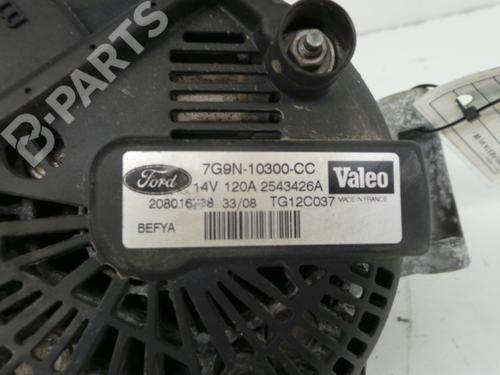 B-PARTS
Ford
7G9N-10300-CC
14V 120A 2543426A
Valeo
33/08 TG12C037
MADE IN FRANCE
BEFYA